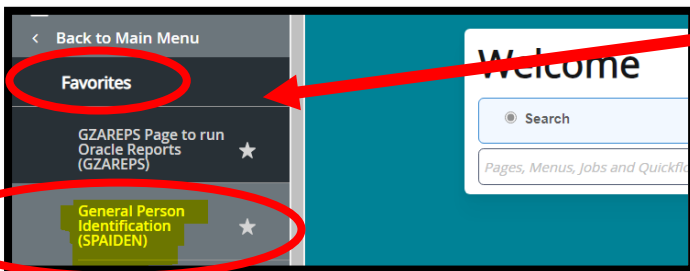 < Back to Main Menu
Favorites
GZAREPS Page to run
Oracle Reports
(GZAREPS)
General Person
Identification
(SPAIDEN)
Welcome
Search
Pages, Menus, Jobs and Quickflo